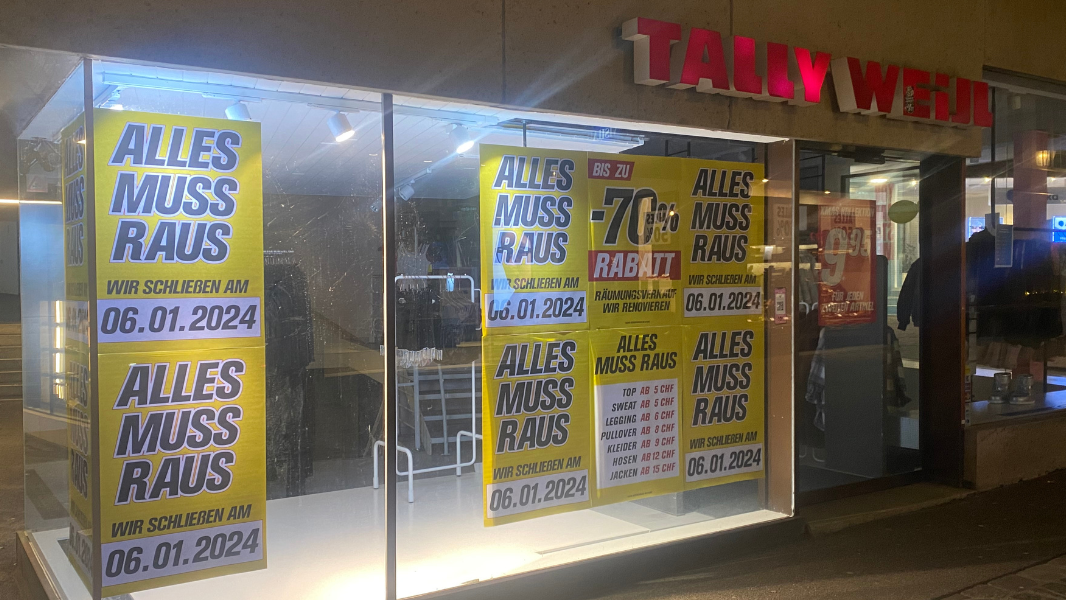 TALLY WEiJL
ALLES
MUSS
RAUS
WIR SCHLIEẞEN AM
06.01.2024
ALLES
MUSS
RAUS
WIR SCHLIEẞEN AM
06.01.2024
ALLES
MUSS
RAUS
WIR SCHLIEẞEN AM
06.01.2024
BIS ZU
-70%
RABATT
RÄUMUNGSVERKAUF
WIR RENOVIEREN
ALLES
MUSS
RAUS
WIR SCHLIEẞEN AM
06.01.2024
ALLES
MUSS
RAUS
WIR SCHLIEẞEN AM
06.01.2024
ALLES
MUSS RAUS
TOP AB 5 CHF
SWEAT AB 5 CHF
LEGGING AB 6 CHF
PULLOVER AB 8 CHF
KLEIDER AB 9 CHF
HOSEN AB 12 CHF
JACKEN AB 15 CHF
ALLES
MUSS
RAUS
WIR SCHLIEẞEN AM
06.01.2024
FÜR JEDEN